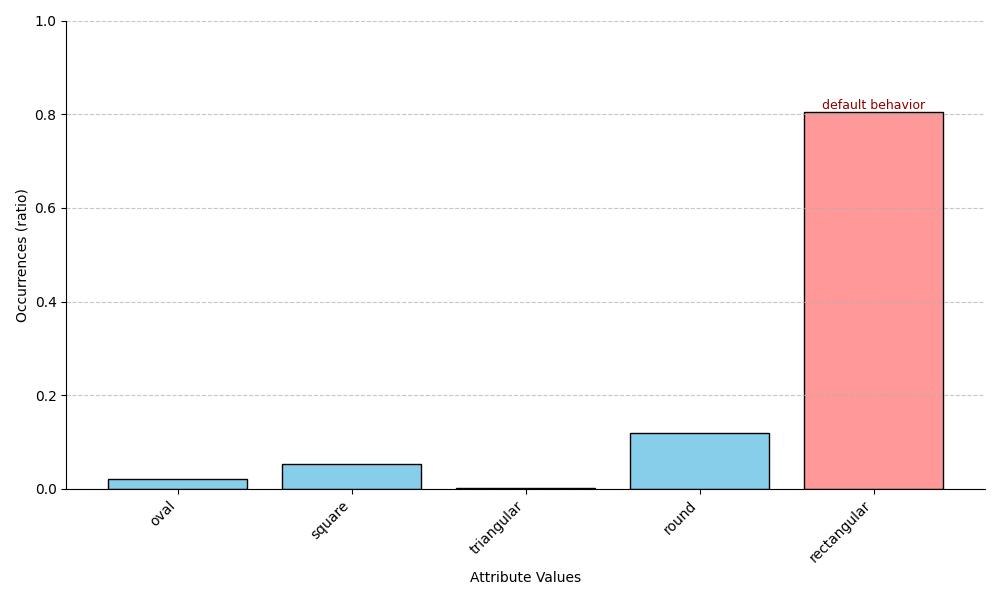 1.0
default behavior
0.8
0.6
0.4
0.2
0.0
Occurrences (ratio)
oval
square
triangular
round
rectangular
Attribute Values